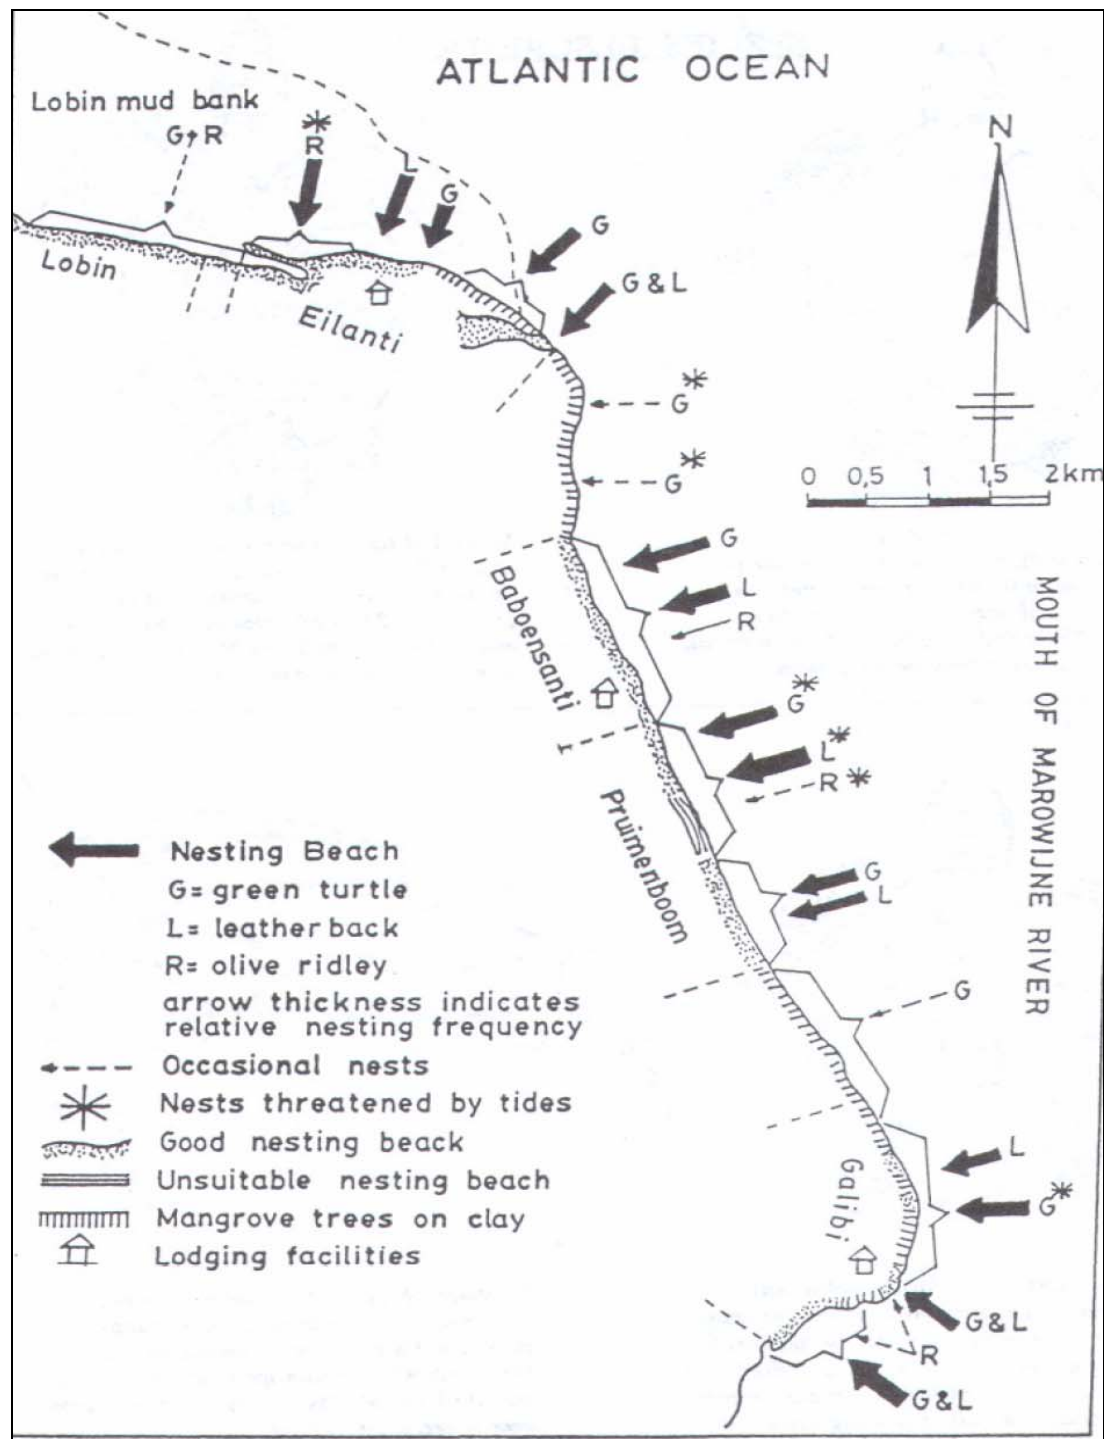 ATLANTIC OCEAN
Lobin mud bank
G+R
R
L
G
G
G & L
N
Lobin
Eilanti
G
G
0 0,5 1 1,5 2km
G
L
R
Baboensanti
G
L
R
Pruimenboom
G
L
G
MOUTH OF MAROWIJNE RIVER
L
G
Galibi
G & L
R
G & L
Nesting Beach
G= green turtle
L= leather back
R= olive ridley
arrow thickness indicates
relative nesting frequency
Occasional nests
Nests threatened by tides
Good nesting beack
Unsuitable nesting beach
Mangrove trees on clay
Lodging facilities